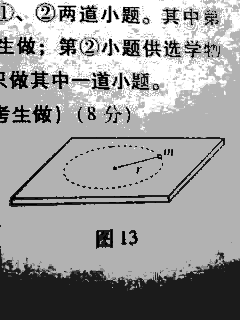 ①、②两道小题。其中第
生做；第②小题供选学物
只做其中一道小题。
考生做）（8分）
m
r
图13